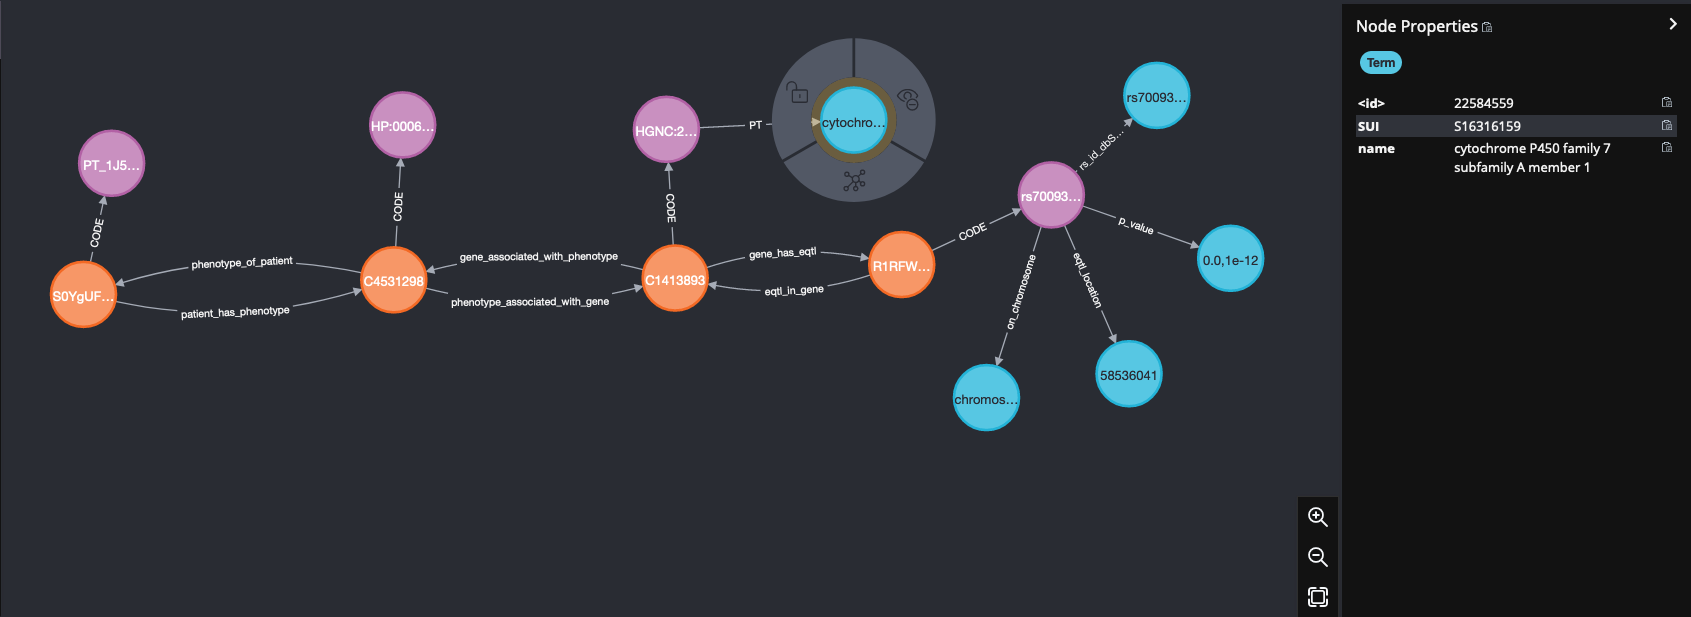 PT_1J5...
HP:0006...
HGNC:2...
PT
cytochro...
rs70093...
rs_id_dbS...
rs70093...
CODE
CODE
CODE
CODE
p_value
0.0,1e-12
phenotype_of_patient
gene_associated_with_phenotype
gene_has_eqtl
S0YgUF...
C4531298
C1413893
R1RFW...
patient_has_phenotype
phenotype_associated_with_gene
eqtl_in_gene
on_chromosome
eqtl_location
chromos...
58536041
Node Properties
Term
<id> 22584559
SUI S16316159
name cytochrome P450 family 7
subfamily A member 1